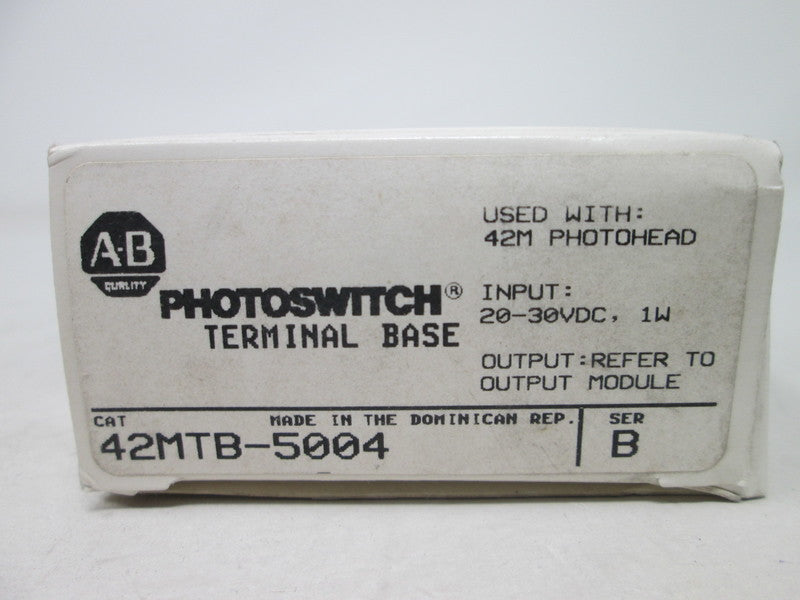 A-B
QUALITY
PHOTOSWITCH®
TERMINAL BASE
USED WITH:
42M PHOTOHEAD
INPUT:
20-30VDC, 1W
OUTPUT:REFER TO
OUTPUT MODULE
CAT
MADE IN THE DOMINICAN REP.
42MTB-5004
SER
B